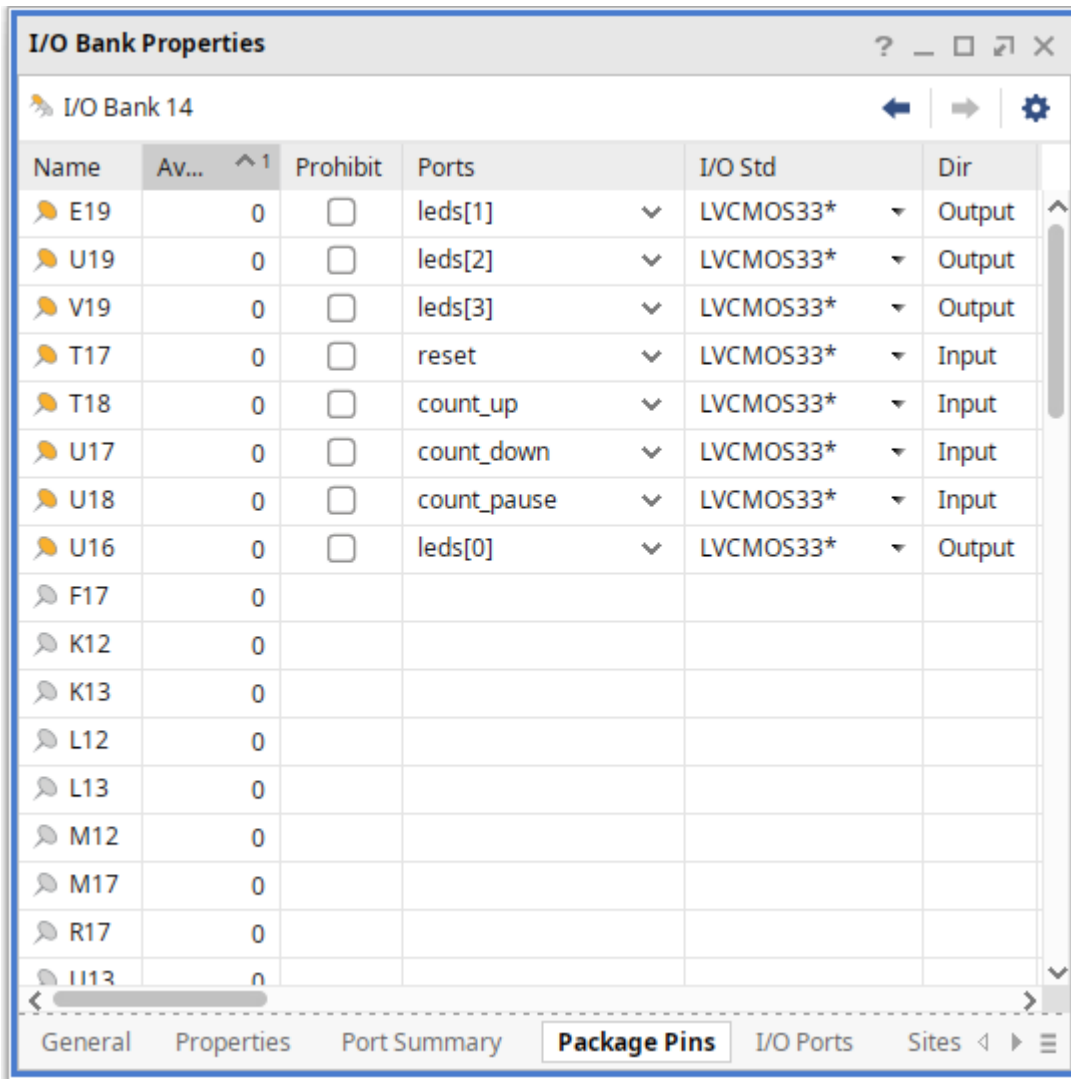 I/O Bank Properties ?
I/O Bank 14
Name Av... 1 Prohibit Ports I/O Std Dir
E19 0 leds[1] LVCMOS33* Output
U19 0 leds[2] LVCMOS33* Output
V19 0 leds[3] LVCMOS33* Output
T17 0 reset LVCMOS33* Input
T18 0 count_up LVCMOS33* Input
U17 0 count_down LVCMOS33* Input
U18 0 count_pause LVCMOS33* Input
U16 0 leds[0] LVCMOS33* Output
F17 0
K12 0
K13 0
L12 0
L13 0
M12 0
M17 0
R17 0
U13 0
General Properties Port Summary Package Pins I/O Ports Sites